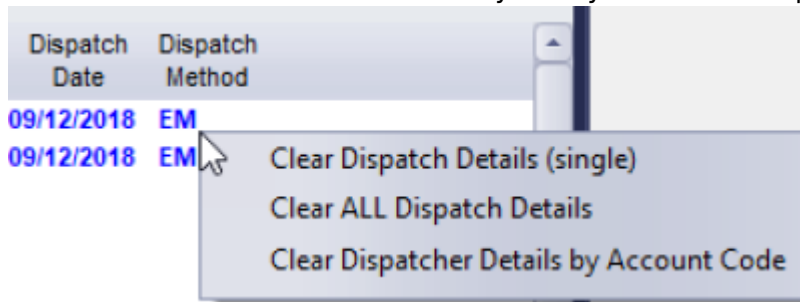 Dispatch Dispatch
Date Method
09/12/2018 EM
09/12/2018 EM
Clear Dispatch Details (single)
Clear ALL Dispatch Details
Clear Dispatcher Details by Account Code